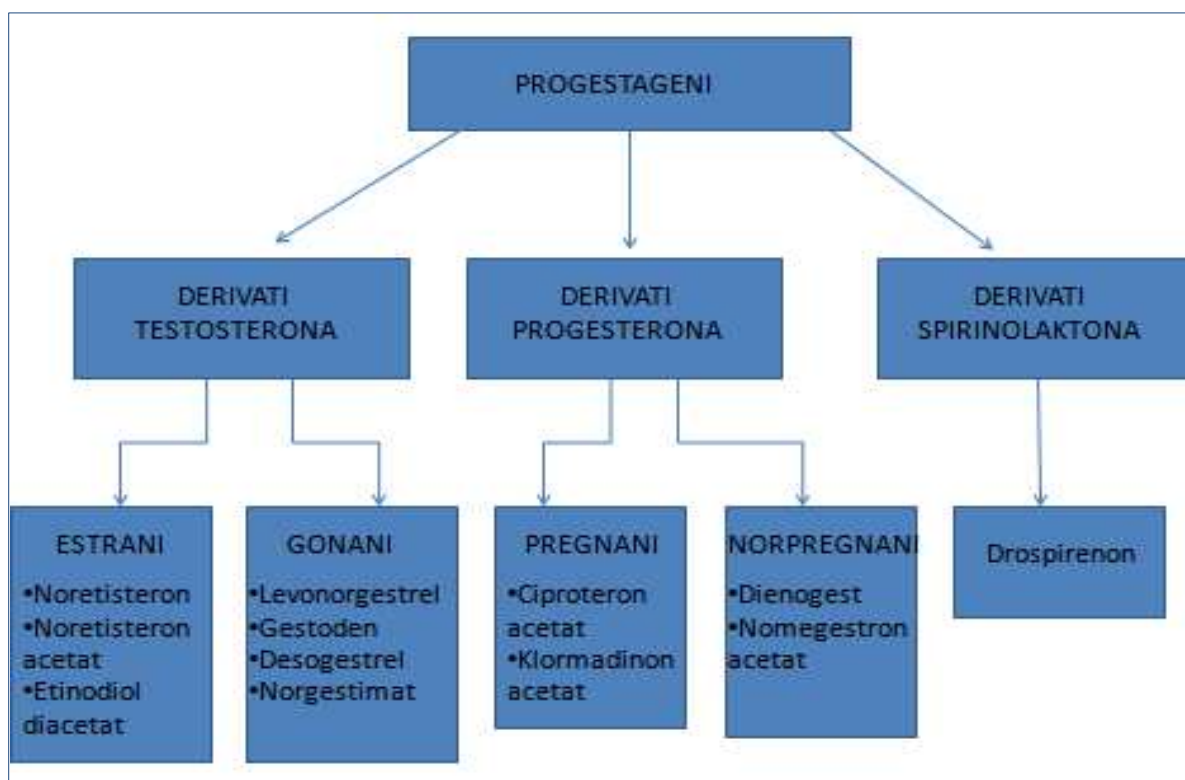 PROGESTAGENI
DERIVATI
TESTOSTERONA
DERIVATI
PROGESTERONA
DERIVATI
SPIRINOLAKTONA
ESTRANI
•Noretisteron
•Noretisteron
acetat
•Etinodiol
diacetat
GONANI
•Levonorgestrel
•Gestoden
•Desogestrel
•Norgestimat
PREGNANI
•Ciproteron
acetat
•Klormadinon
acetat
NORPREGNANI
•Dienogest
•Nomegestron
acetat
Drospirenon